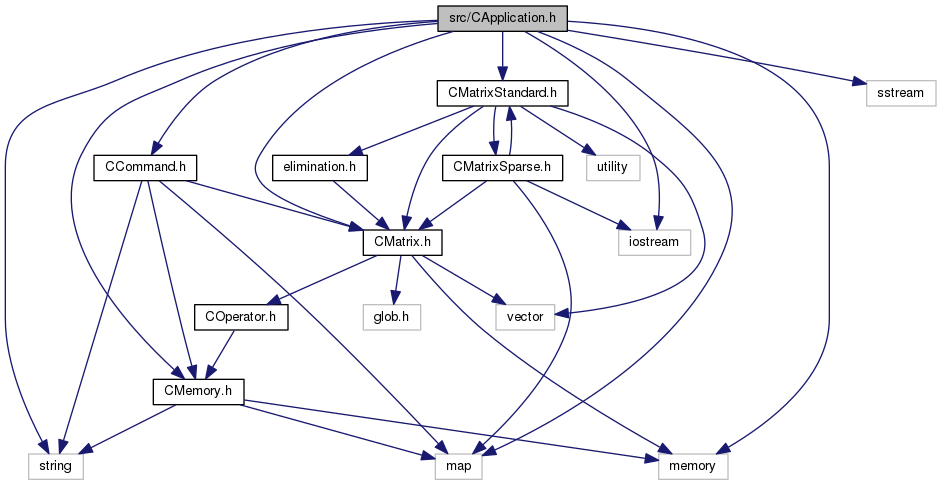 src/CApplication.h
CMatrixStandard.h
sstream
CCommand.h
elimination.h
CMatrixSparse.h
utility
CMatrix.h
iostream
COperator.h
glob.h
vector
CMemory.h
string
map
memory